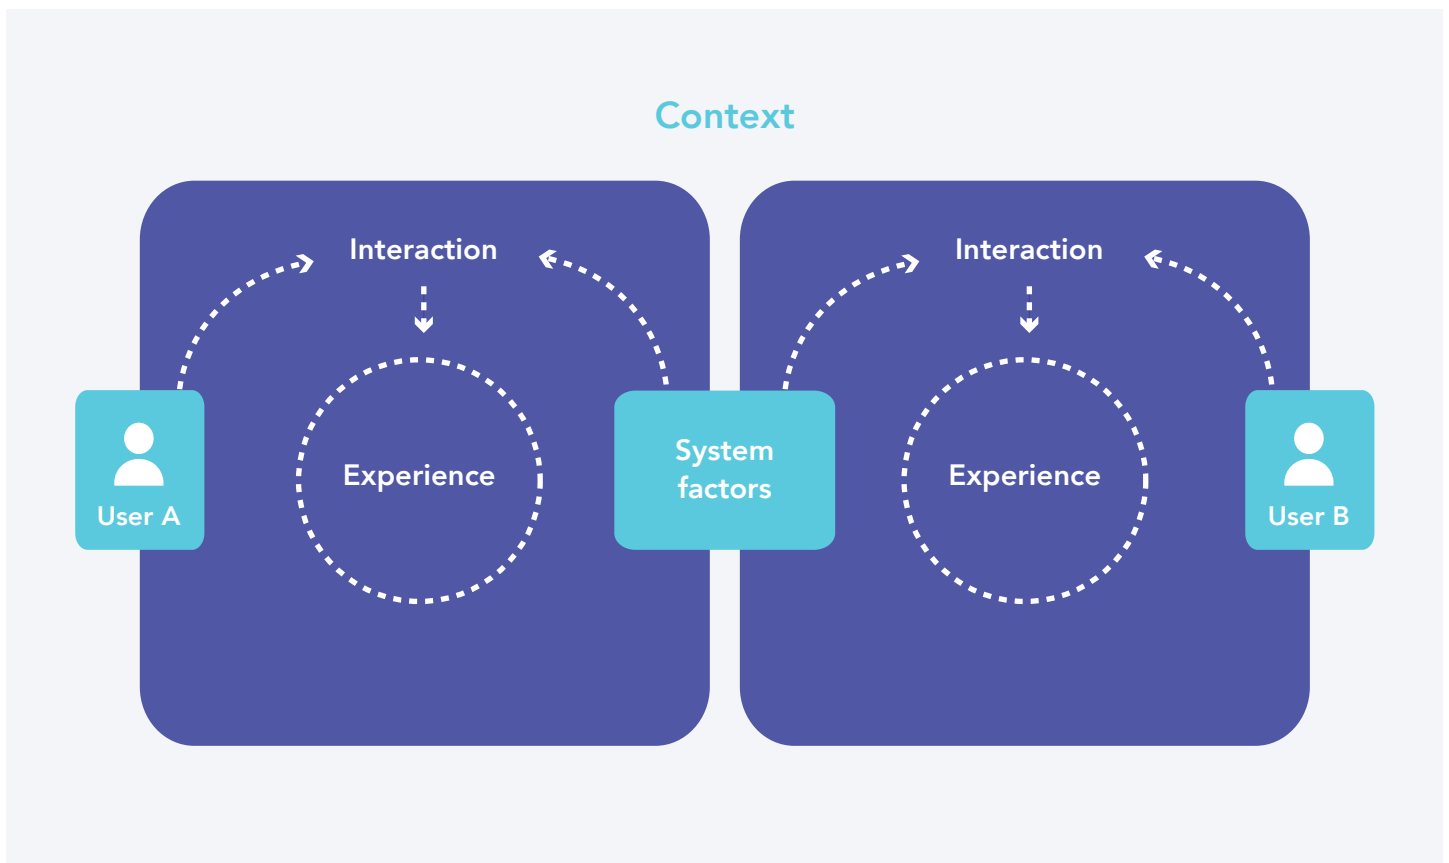 Context
Interaction
Interaction
Experience
System
factors
Experience
User A
User B